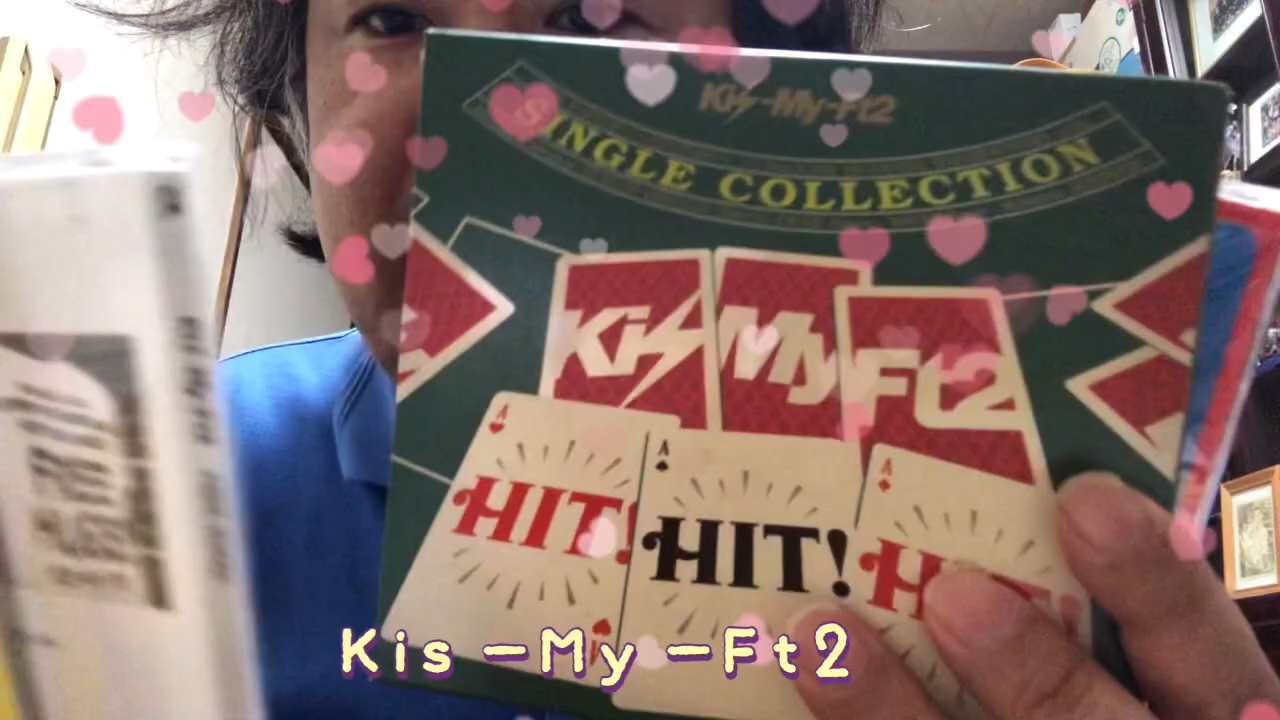 Kis-My-Ft2
SINGLE COLLECTION
Kis My Ft2
A A A
HIT! HIT! H
Kis-My-Ft2